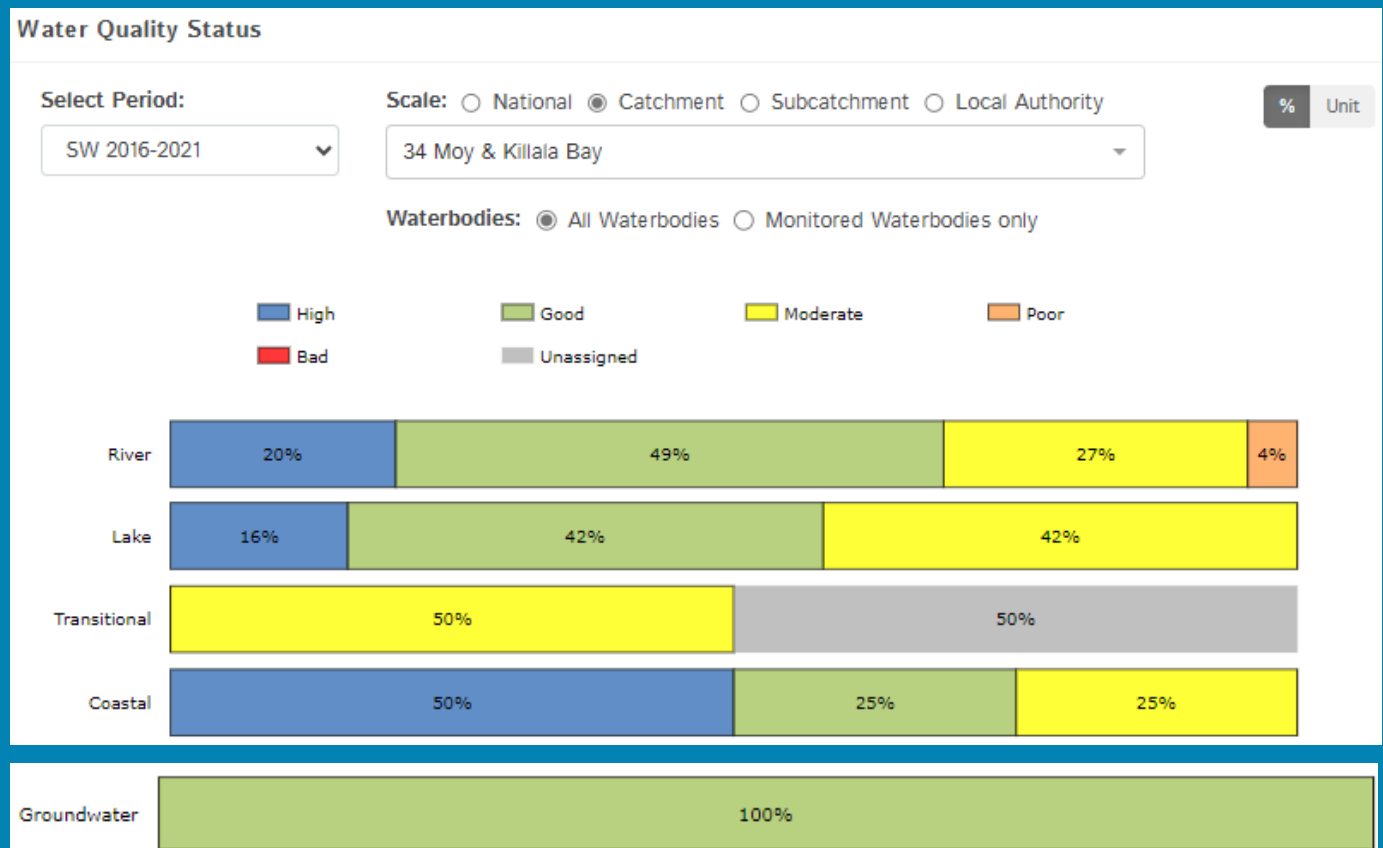 Water Quality Status
Select Period:
Scale: National Catchment Subcatchment Local Authority
% Unit
SW 2016-2021
34 Moy & Killala Bay
Waterbodies: All Waterbodies Monitored Waterbodies only
High Good Moderate Poor
Bad Unassigned
River 20% 49% 27% 4%
Lake 16% 42% 42%
Transitional 50% 50%
Coastal 50% 25% 25%
Groundwater 100%